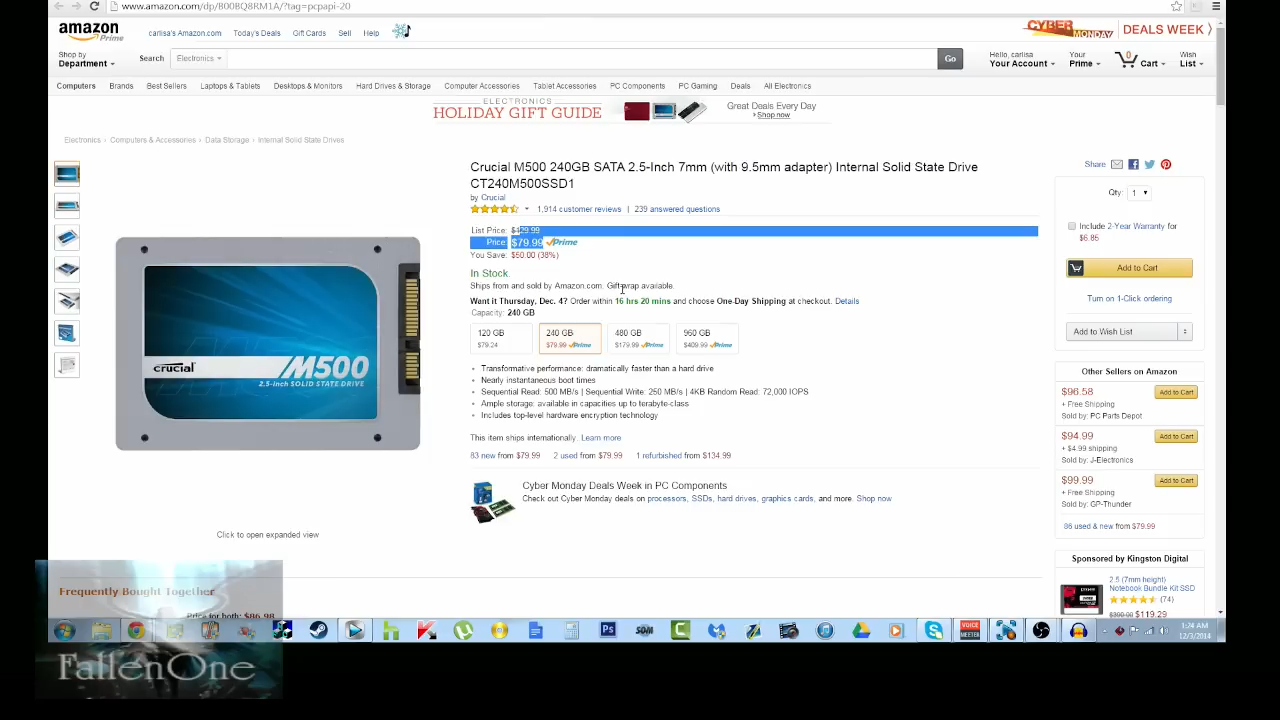 www.amazon.com/dp/B00BQ8RM1A/?tag=pcpapi-20
amazon Prime
carlisa's Amazon.com Today's Deals Gift Cards Sell Help
CYBER MONDAY DEALS WEEK
Shop by Department
Search Electronics Go
Hello, carlisa Your Account
Your Prime
0 Cart
Wish List
Computers Brands Best Sellers Laptops & Tablets Desktops & Monitors Hard Drives & Storage Computer Accessories Tablet Accessories PC Components PC Gaming Deals All Electronics
ELECTRONICS
HOLIDAY GIFT GUIDE
Great Deals Every Day
Shop now
Electronics › Computers & Accessories › Data Storage › Internal Solid State Drives
Crucial M500 240GB SATA 2.5-Inch 7mm (with 9.5mm adapter) Internal Solid State Drive
CT240M500SSD1
by Crucial
1,914 customer reviews | 239 answered questions
List Price: $129.99
Price: $79.99 Prime
You Save: $50.00 (38%)
In Stock.
Ships from and sold by Amazon.com. Gift-wrap available.
Want it Thursday, Dec. 4? Order within 16 hrs 20 mins and choose One-Day Shipping at checkout. Details
Capacity: 240 GB
120 GB
$79.24
240 GB
$79.99 Prime
480 GB
$179.99 Prime
960 GB
$409.99 Prime
Transformative performance: dramatically faster than a hard drive
Nearly instantaneous boot times
Sequential Read: 500 MB/s | Sequential Write: 250 MB/s | 4KB Random Read: 72,000 IOPS
Ample storage: available in capacities up to terabyte-class
Includes top-level hardware encryption technology
This item ships internationally. Learn more
83 new from $79.99 2 used from $79.99 1 refurbished from $134.99
Cyber Monday Deals Week in PC Components
Check out Cyber Monday deals on processors, SSDs, hard drives, graphics cards, and more. Shop now
crucial
M500
2.5-INCH SOLID STATE DRIVE
Click to open expanded view
Share
Qty: 1
Include 2-Year Warranty for
$6.85
Add to Cart
Turn on 1-Click ordering
Add to Wish List
Other Sellers on Amazon
$96.58 Add to Cart
+ Free Shipping
Sold by: PC Parts Depot
$94.99 Add to Cart
+ $4.99 shipping
Sold by: J-Electronics
$99.99 Add to Cart
+ Free Shipping
Sold by: GP-Thunder
86 used & new from $79.99
Sponsored by Kingston Digital
2.5 (7mm height)
Notebook Bundle Kit SSD
(74)
$119.29
Frequently Bought Together
Price for both: $86.98
Ps
SDM
VOICE MEETER
1:24 AM
12/3/2014
FallenOne